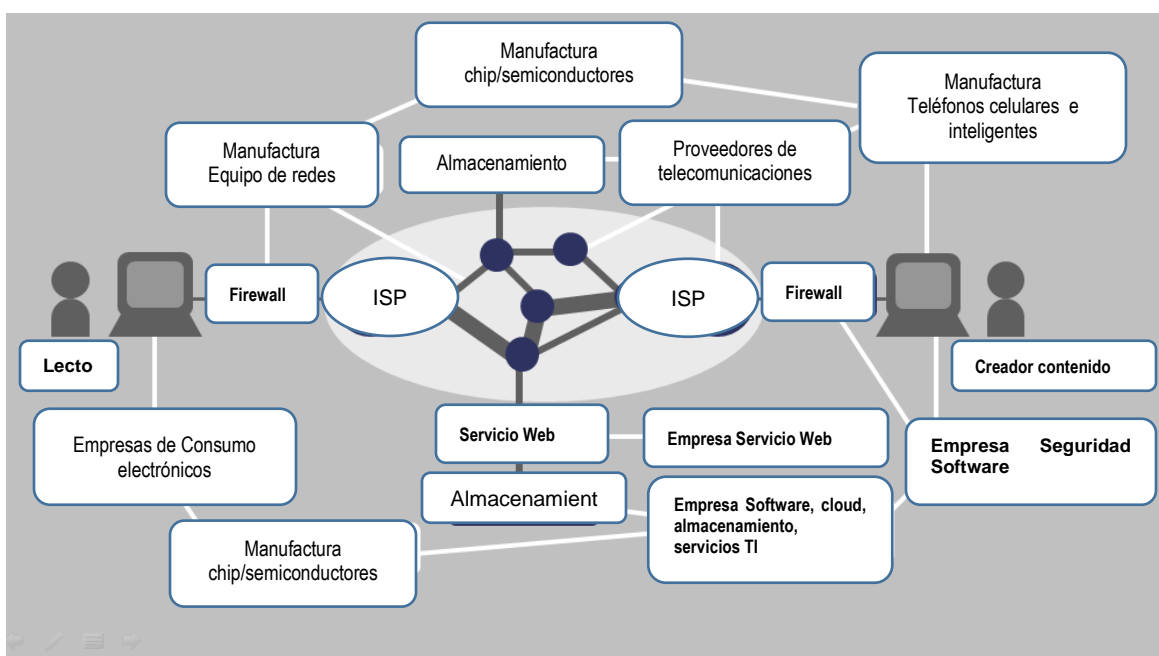 Manufactura
chip/semiconductores
Manufactura
Teléfonos celulares e
inteligentes
Manufactura
Equipo de redes
Almacenamiento
Proveedores de
telecomunicaciones
Firewall
ISP
ISP
Firewall
Lecto
Creador contenido
Empresas de Consumo
electrónicos
Servicio Web
Empresa Servicio Web
Empresa Seguridad
Software
Almacenamient
Empresa Software, cloud,
almacenamiento,
servicios TI
Manufactura
chip/semiconductores